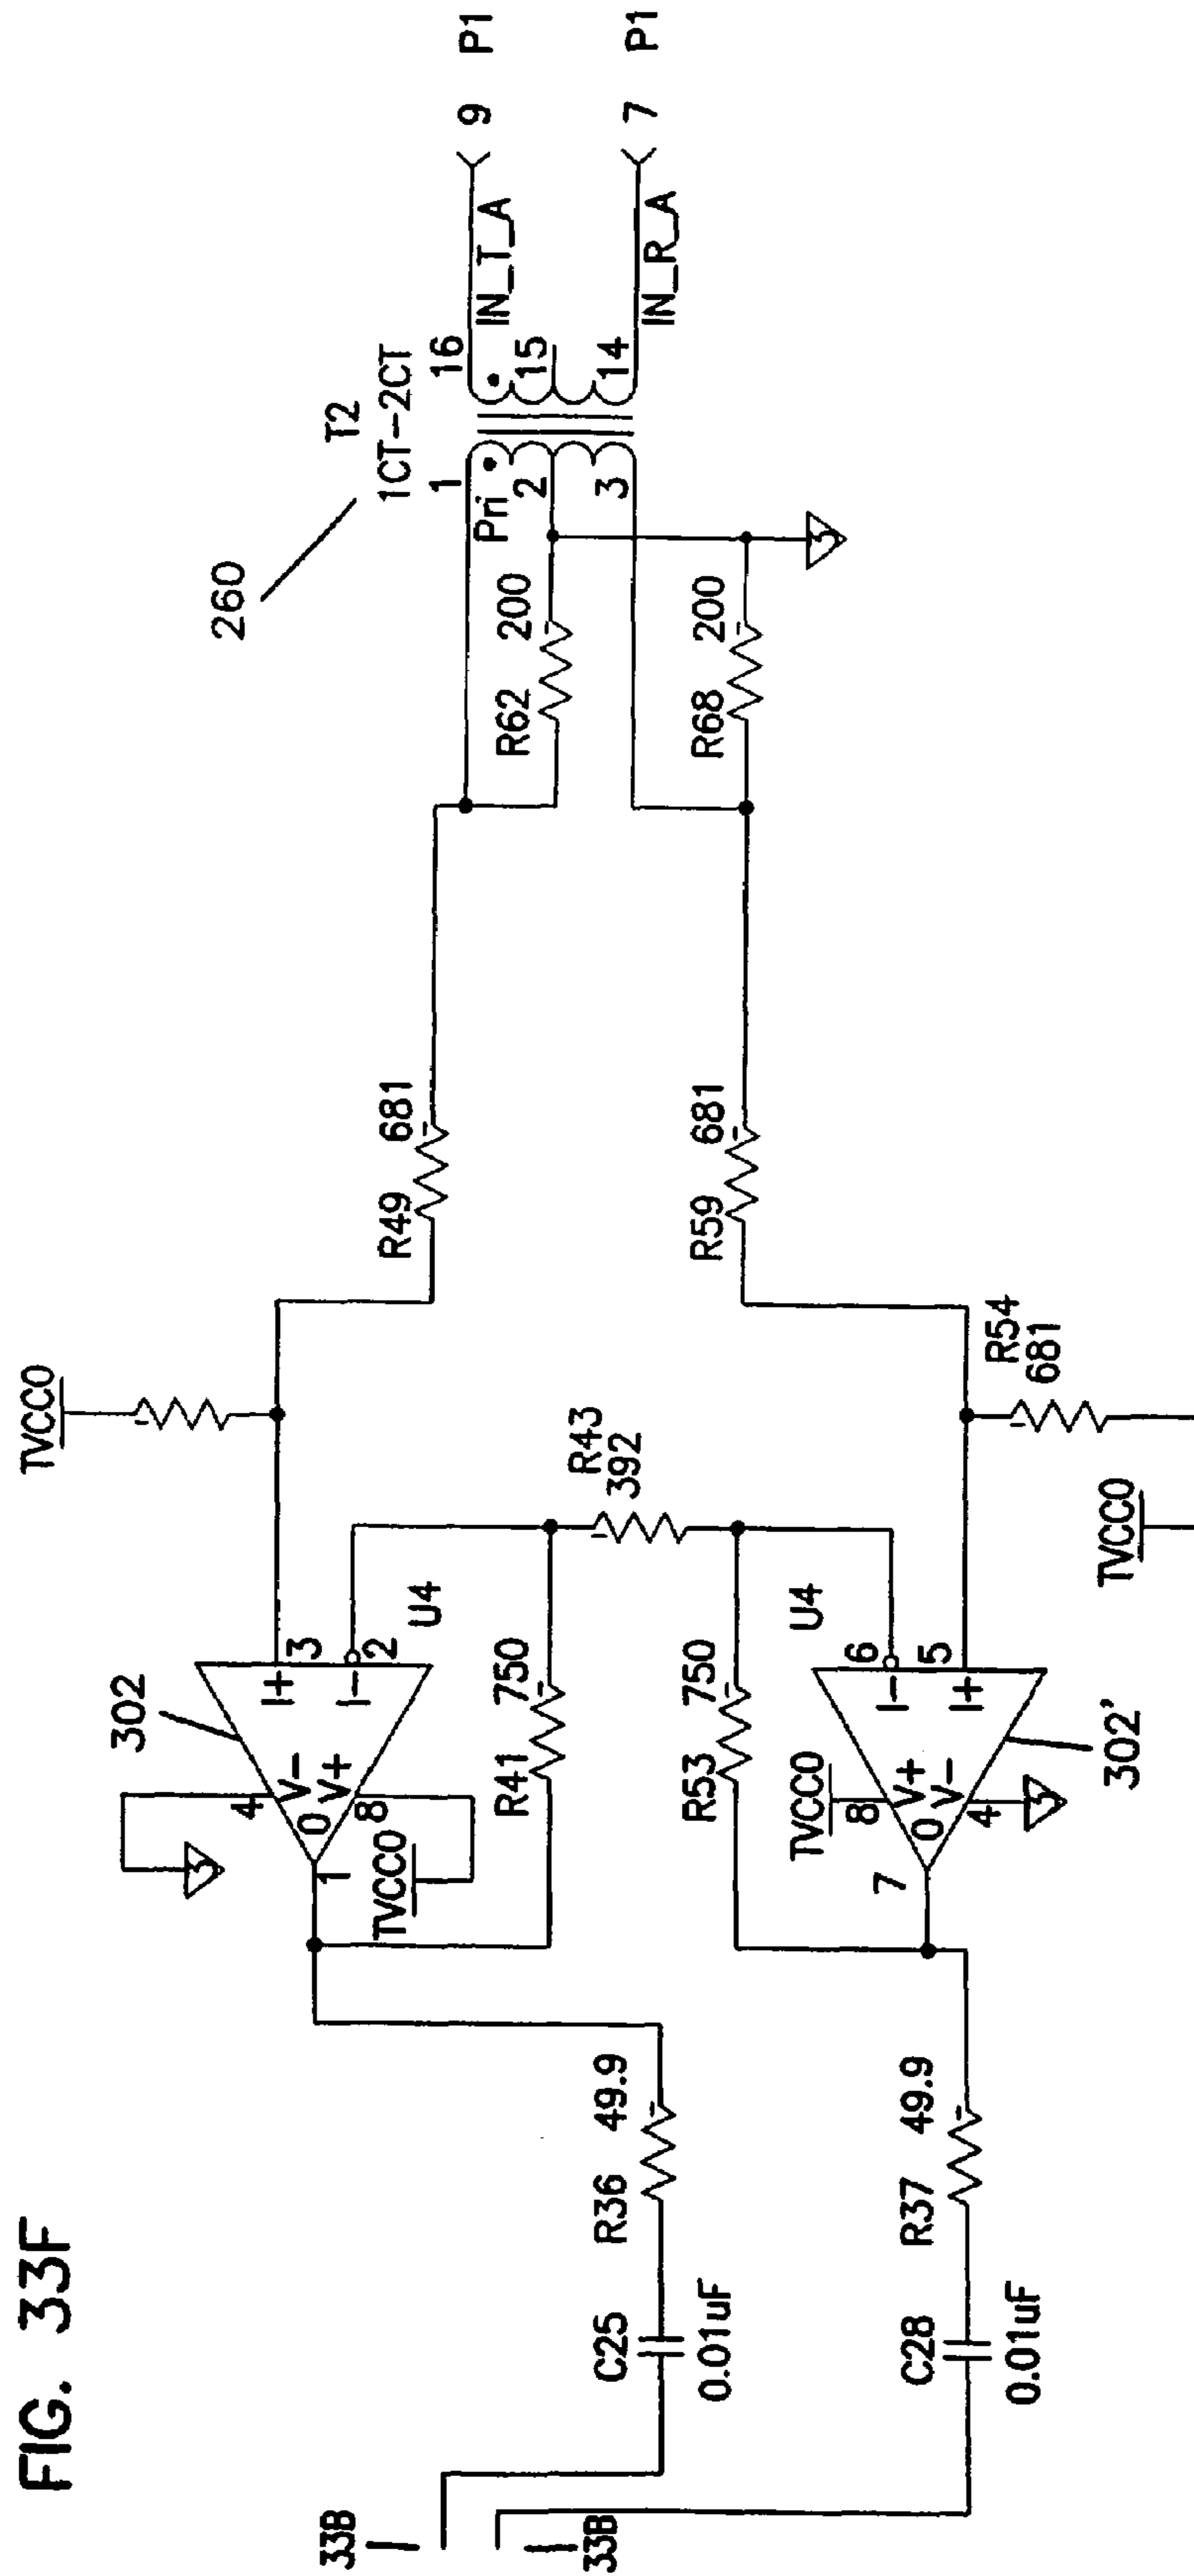 FIG. 33F
33B
33B
C25
0.01uF
R36 49.9
C28
0.01uF
R37 49.9
302
4
V-
I+
3
0
V+
I-
2
1
8
TVCC0
U4
3
TVCC0
R41 750
R43
392
R53 750
TVCC0
8
V+
I-
6
U4
7
0
V-
I+
5
4
3
302'
TVCC0
R54
681
R49 681
R59 681
R62 200
R68 200
3
260
T2
1CT-2CT
1
16
Pri
2
15
3
14
IN_T_A
9 P1
IN_R_A
7 P1